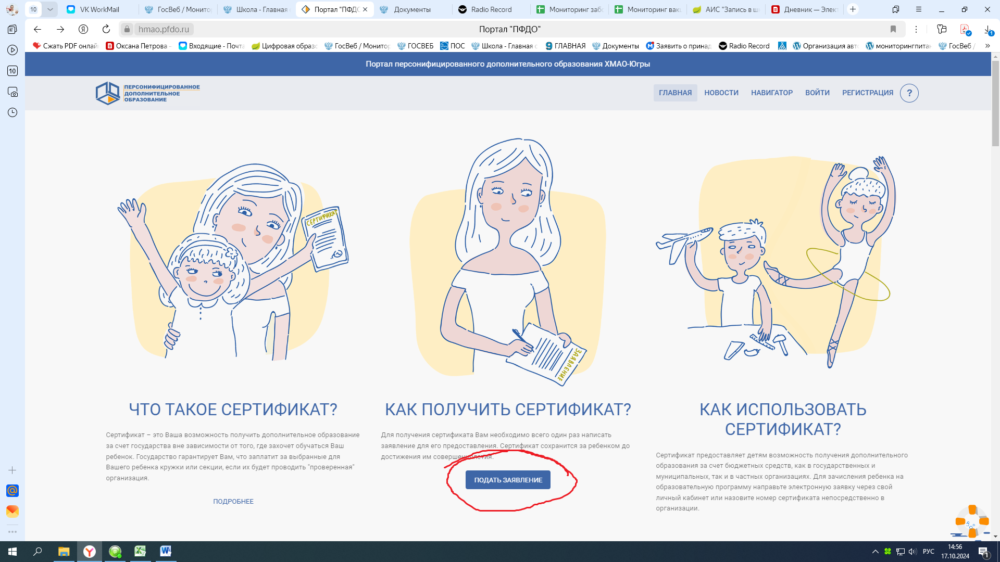 10
VK WorkMail
ГосВеб / Монитор
Школа - Главная
Портал "ПФДО
Документы
Radio Record
Мониторинг забо
Мониторинг вак
АИС "Запись в ш
Дневник — Элект
hmao.pfdo.ru
Портал "ПФДО"
1
Сжать PDF онлай
Оксана Петрова –
Входящие - Почта
Цифровая образо
ГосВеб / Монитор
ГОСВЕБ
ПОС
Школа - Главная с
ГЛАВНАЯ
Документы
Заявить о принад
Radio Record
Организация авто
мониторингпитан
ГосВеб /
»
10
Портал персонифицированного дополнительного образования ХМАО-Югры
ПЕРСОНИФИЦИРОВАННОЕ
ДОПОЛНИТЕЛЬНОЕ
ОБРАЗОВАНИЕ
ГЛАВНАЯ
НОВОСТИ
НАВИГАТОР
ВОЙТИ
РЕГИСТРАЦИЯ
?
СЕРТИФИКАТ
ЗАЯВЛЕНИЕ
ЧТО ТАКОЕ СЕРТИФИКАТ?
Сертификат – это Ваша возможность получить дополнительное образование
за счет государства вне зависимости от того, где захочет обучаться Ваш
ребенок. Государство гарантирует Вам, что заплатит за выбранные для
Вашего ребенка кружки или секции, если их будет проводить "проверенная"
организация.
ПОДРОБНЕЕ
КАК ПОЛУЧИТЬ СЕРТИФИКАТ?
Для получения сертификата Вам необходимо всего один раз написать
заявление для его предоставления. Сертификат сохранится за ребенком до
достижения им совершеннолетия.
ПОДАТЬ ЗАЯВЛЕНИЕ
КАК ИСПОЛЬЗОВАТЬ
СЕРТИФИКАТ?
Сертификат предоставляет детям возможность получения дополнительного
образования за счет бюджетных средств, как в государственных и
муниципальных, так и в частных организациях. Для зачисления ребенка на
образовательную программу направьте электронную заявку через свой
личный кабинет или назовите номер сертификата непосредственно в
организации.
РУС
14:56
17.10.2024
1